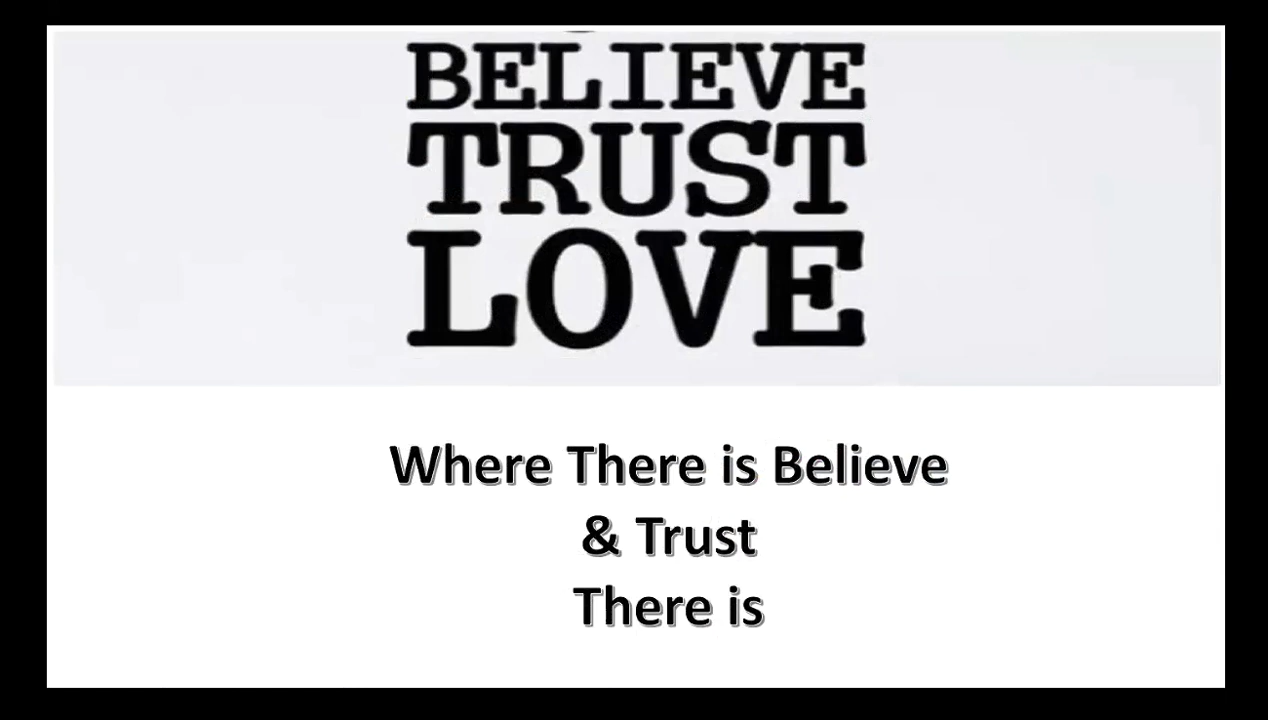 BELIEVE
TRUST
LOVE
Where There is Believe
& Trust
There is